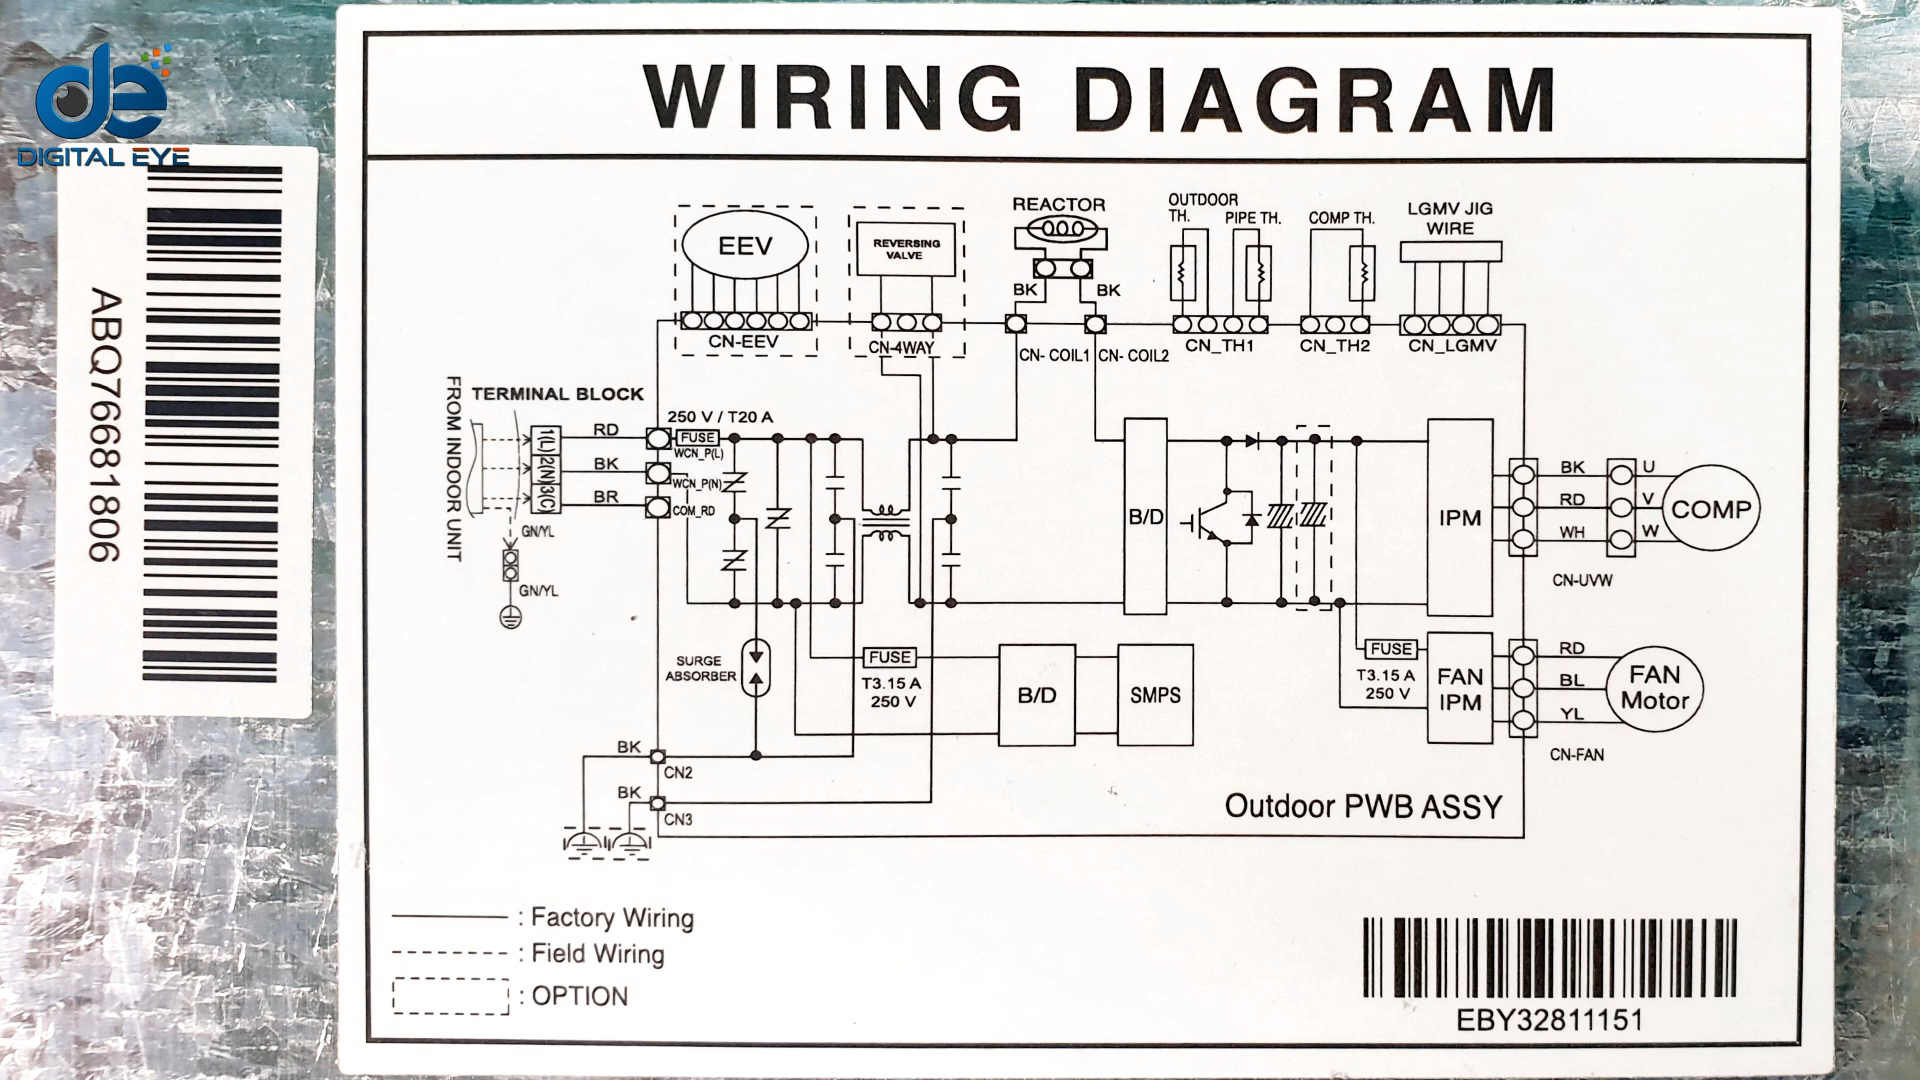 de
DIGITAL EYE
ABQ76681806
WIRING DIAGRAM
EEV
CN-EEV
REVERSING
VALVE
CN-4WAY
REACTOR
BK
BK
CN- COIL1
CN- COIL2
OUTDOOR
TH.
PIPE TH.
CN_TH1
COMP TH.
CN_TH2
LGMV JIG
WIRE
CN_LGMV
FROM INDOOR UNIT
TERMINAL BLOCK
1(L)
2(N)
3(C)
RD
BK
BR
GN/YL
GN/YL
250 V / T20 A
FUSE
WCN_P(L)
WCN_P(N)
COM_RD
B/D
IPM
BK
RD
WH
U
V
W
COMP
CN-UVW
SURGE
ABSORBER
FUSE
T3.15 A
250 V
B/D
SMPS
FUSE
T3.15 A
250 V
FAN
IPM
RD
BL
YL
FAN
Motor
CN-FAN
BK
CN2
BK
CN3
Outdoor PWB ASSY
: Factory Wiring
: Field Wiring
: OPTION
EBY32811151